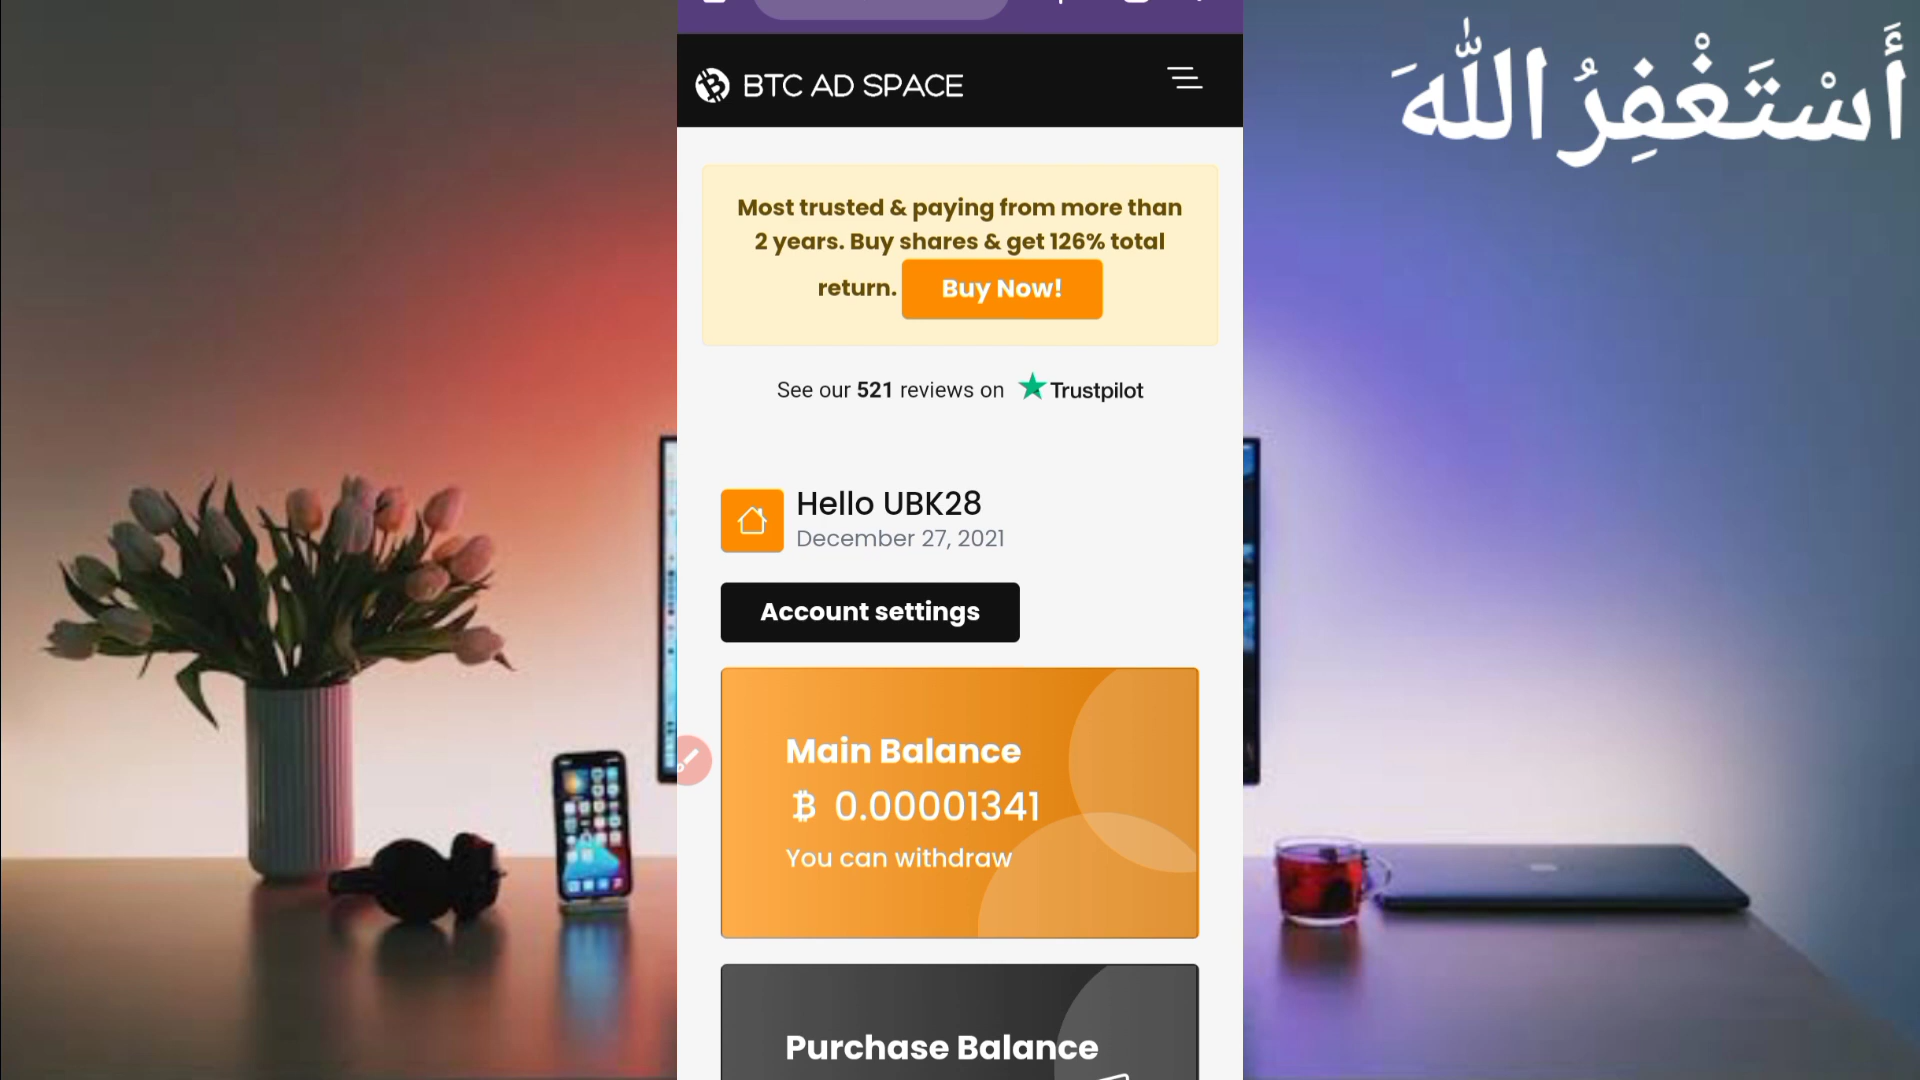 BTC AD SPACE
أَسْتَغْفِرُ اللّٰهَ
Most trusted & paying from more than
2 years. Buy shares & get 126% total
return. Buy Now!
See our 521 reviews on Trustpilot
Hello UBK28
December 27, 2021
Account settings
Main Balance
₿ 0.00001341
You can withdraw
Purchase Balance